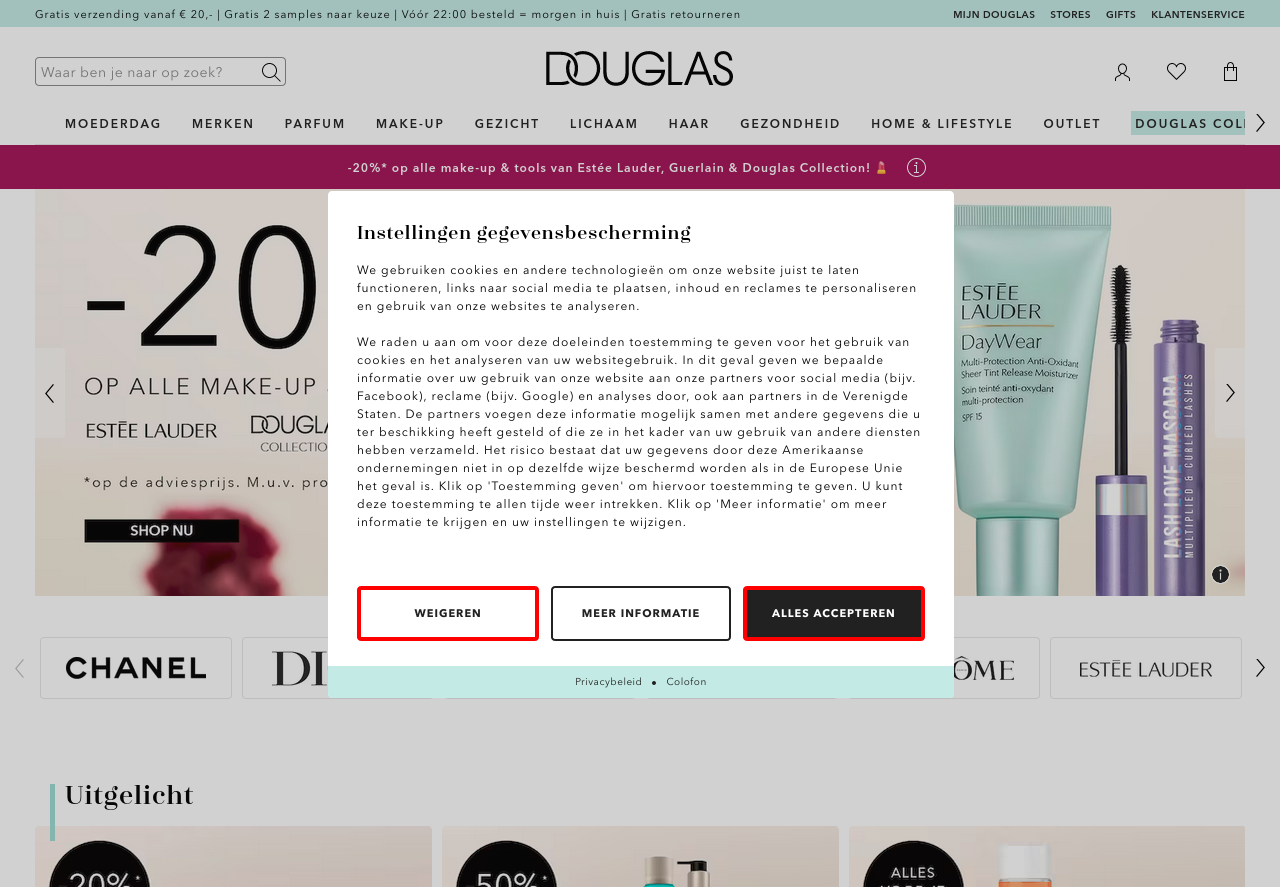 Gratis verzending vanaf € 20,- | Gratis 2 samples naar keuze | Vóór 22:00 besteld = morgen in huis | Gratis retourneren
MIJN DOUGLAS STORES GIFTS KLANTENSERVICE
Waar ben je naar op zoek?
DOUGLAS
MOEDERDAG MERKEN PARFUM MAKE-UP GEZICHT LICHAAM HAAR GEZONDHEID HOME & LIFESTYLE OUTLET DOUGLAS COL
-20%* op alle make-up & tools van Estée Lauder, Guerlain & Douglas Collection! 💄
-20
OP ALLE MAKE-UP
ESTĒE LAUDER
DOUGLA
COLLECTIO
*op de adviesprijs. M.u.v. pro
SHOP NU
ESTĒE
LAUDER
DayWear
Multi-Protection Anti-Oxidant
Sheer Tint Release Moisturizer
Soin teinté anti-oxydant
multi-protection
SPF 15
LASH LOVE MASCARA
MULTIPLIED & CURLED LASHES
Instellingen gegevensbescherming
We gebruiken cookies en andere technologieën om onze website juist te laten
functioneren, links naar social media te plaatsen, inhoud en reclames te personaliseren
en gebruik van onze websites te analyseren.
We raden u aan om voor deze doeleinden toestemming te geven voor het gebruik van
cookies en het analyseren van uw websitegebruik. In dit geval geven we bepaalde
informatie over uw gebruik van onze website aan onze partners voor social media (bijv.
Facebook), reclame (bijv. Google) en analyses door, ook aan partners in de Verenigde
Staten. De partners voegen deze informatie mogelijk samen met andere gegevens die u
ter beschikking heeft gesteld of die ze in het kader van uw gebruik van andere diensten
hebben verzameld. Het risico bestaat dat uw gegevens door deze Amerikaanse
ondernemingen niet in op dezelfde wijze beschermd worden als in de Europese Unie
het geval is. Klik op 'Toestemming geven' om hiervoor toestemming te geven. U kunt
deze toestemming te allen tijde weer intrekken. Klik op 'Meer informatie' om meer
informatie te krijgen en uw instellingen te wijzigen.
WEIGEREN MEER INFORMATIE ALLES ACCEPTEREN
Privacybeleid • Colofon
CHANEL DI ÔME ESTĒE LAUDER
Uitgelicht
20%*
50%*
ALLES